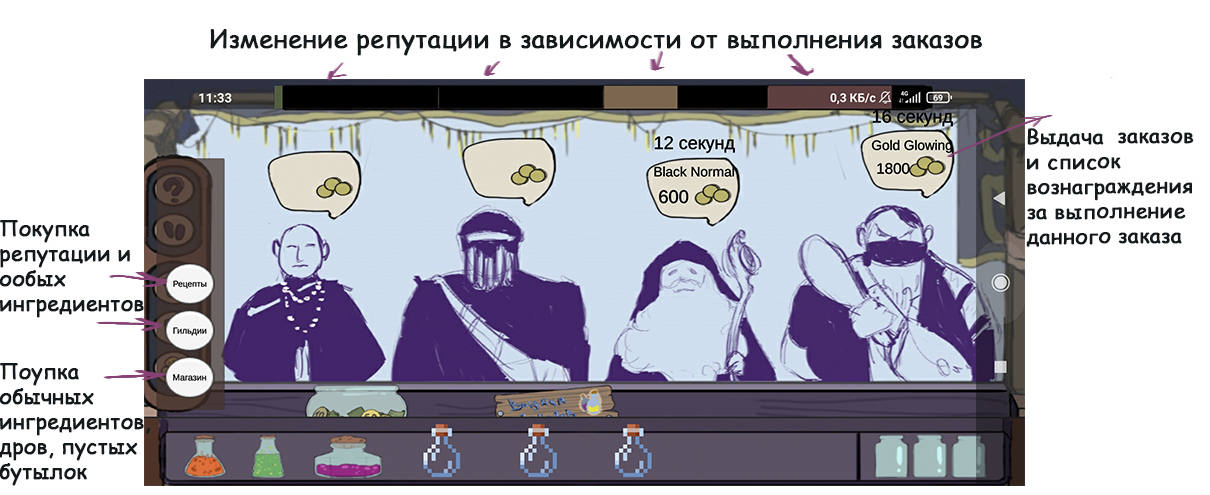 Изменение репутации в зависимости от выполнения заказов
11:33
0,3 КБ/с
4G
69
16 секунд
Gold Glowing
1800
12 секунд
Black Normal
600
Выдача заказов
и список
вознаграждения
за выполнение
данного заказа
Покупка
репутации и
ообых
ингредиентов
Рецепты
Гильдии
Магазин
Поупка
обычных
ингредиентов,
дров, пустых
бутылок